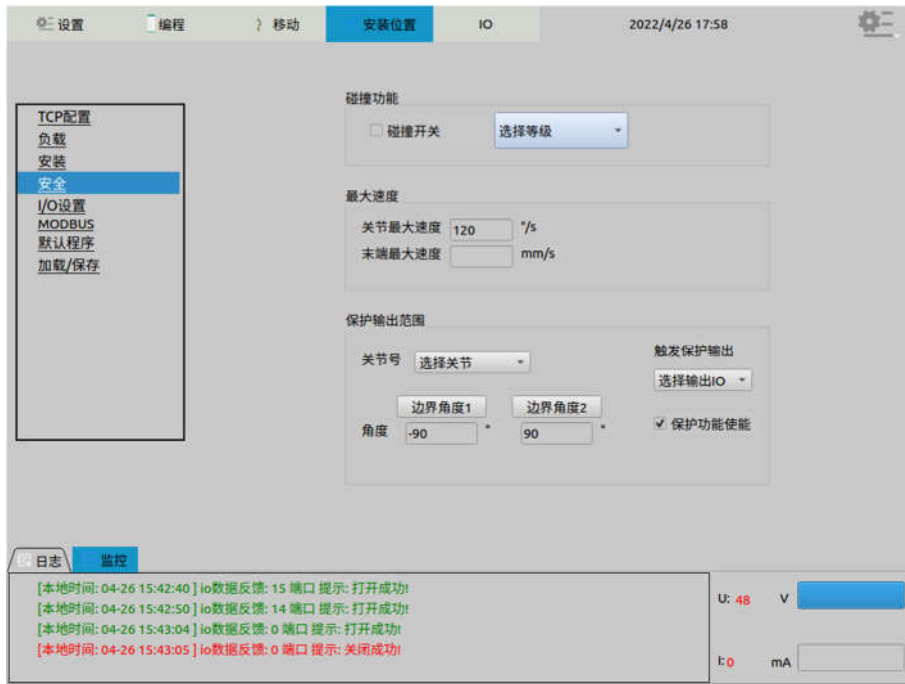 设置 编程 移动 安装位置 IO 2022/4/26 17:58
TCP配置
负载
安装
安全
I/O设置
MODBUS
默认程序
加载/保存
碰撞功能
碰撞开关 选择等级
最大速度
关节最大速度 120 °/s
末端最大速度 mm/s
保护输出范围
关节号 选择关节
触发保护输出
选择输出IO
边界角度1 边界角度2
角度 -90 ° 90 °
保护功能使能
日志 监控
[本地时间: 04-26 15:42:40 ] io数据反馈: 15 端口 提示: 打开成功!
[本地时间: 04-26 15:42:50 ] io数据反馈: 14 端口 提示: 打开成功!
[本地时间: 04-26 15:43:04 ] io数据反馈: 0 端口 提示: 打开成功!
[本地时间: 04-26 15:43:05 ] io数据反馈: 0 端口 提示: 关闭成功!
U: 48 V
I: 0 mA